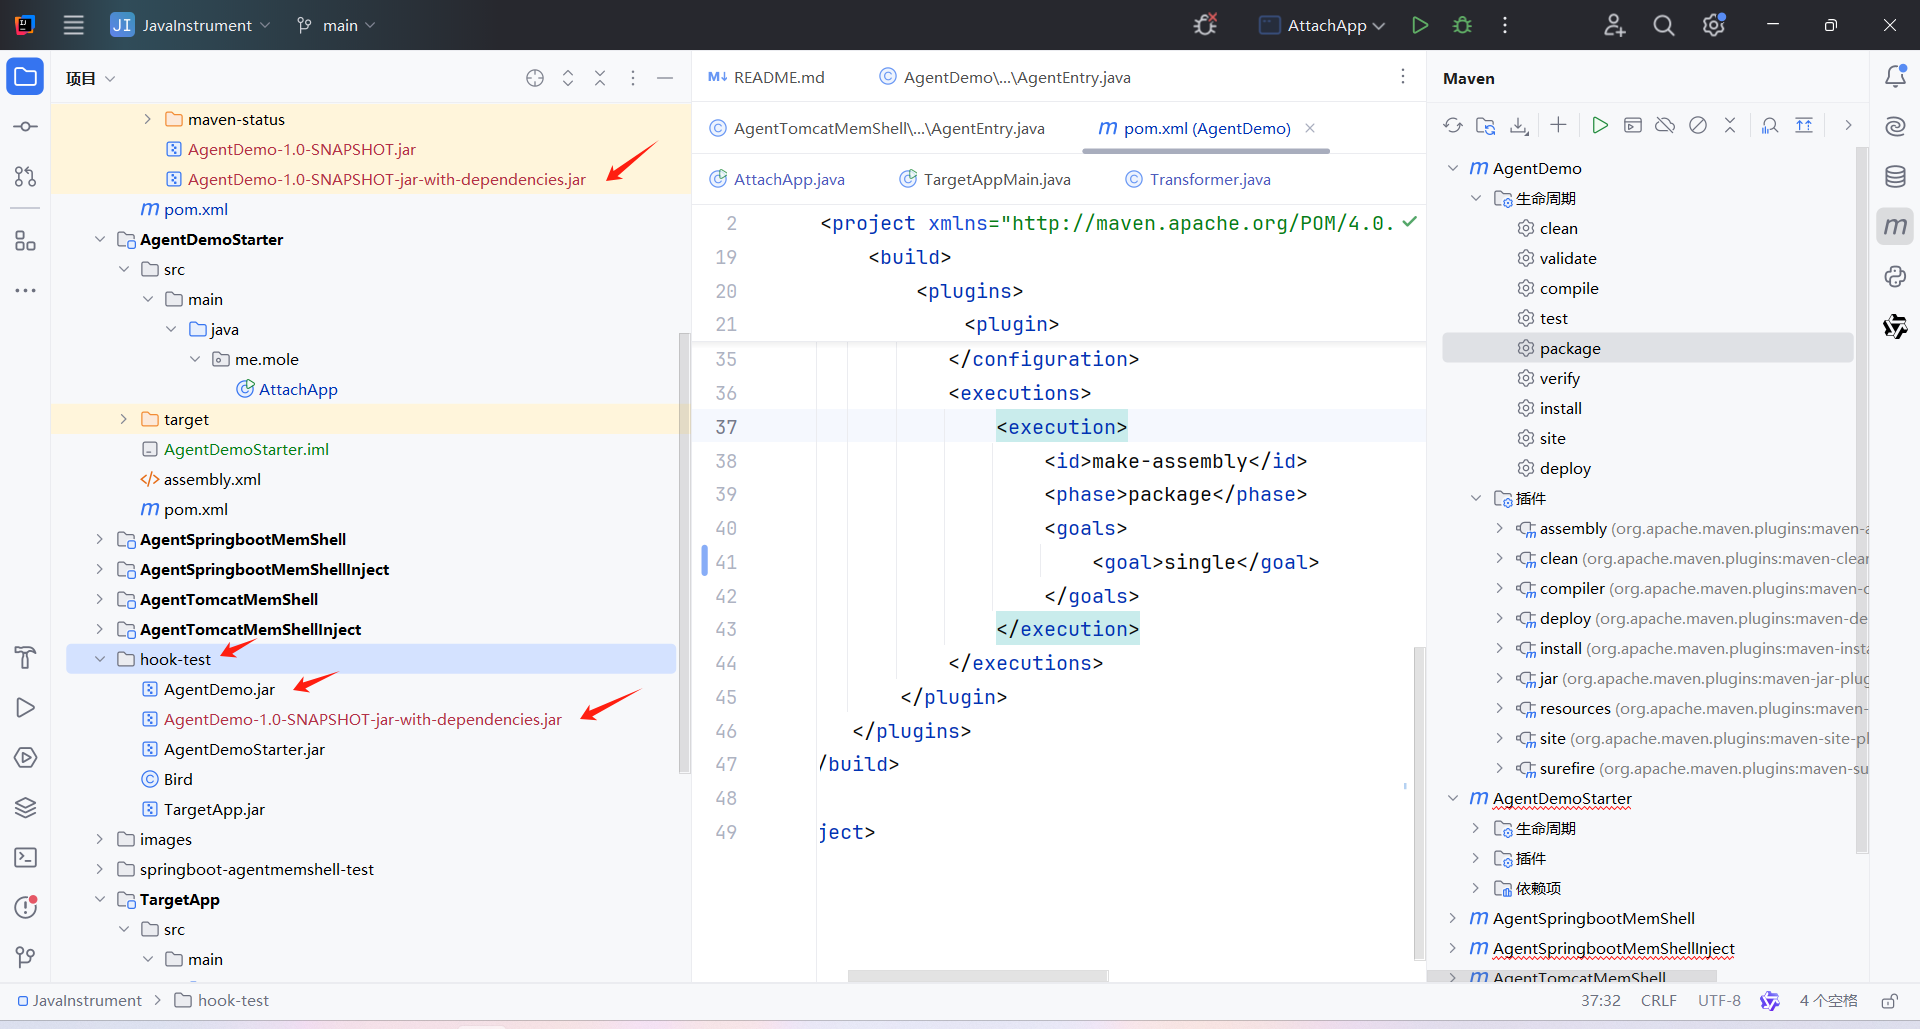 JI JavaInstrument main AttachApp
项目
maven-status
AgentDemo-1.0-SNAPSHOT.jar
AgentDemo-1.0-SNAPSHOT-jar-with-dependencies.jar
m pom.xml
AgentDemoStarter
src
main
java
me.mole
AttachApp
target
AgentDemoStarter.iml
</> assembly.xml
m pom.xml
AgentSpringbootMemShell
AgentSpringbootMemShellInject
AgentTomcatMemShell
AgentTomcatMemShellInject
hook-test
AgentDemo.jar
AgentDemo-1.0-SNAPSHOT-jar-with-dependencies.jar
AgentDemoStarter.jar
Bird
TargetApp.jar
images
springboot-agentmemshell-test
TargetApp
src
main
M↓ README.md
AgentDemo\...\AgentEntry.java
AgentTomcatMemShell\...\AgentEntry.java
m pom.xml (AgentDemo)
AttachApp.java
TargetAppMain.java
Transformer.java
2 <project xmlns="http://maven.apache.org/POM/4.0.
19 <build>
20 <plugins>
21 <plugin>
35 </configuration>
36 <executions>
37 <execution>
38 <id>make-assembly</id>
39 <phase>package</phase>
40 <goals>
41 <goal>single</goal>
42 </goals>
43 </execution>
44 </executions>
45 </plugin>
46 </plugins>
47 /build>
48
49 ject>
Maven
m AgentDemo
生命周期
clean
validate
compile
test
package
verify
install
site
deploy
插件
assembly (org.apache.maven.plugins:maven-a
clean (org.apache.maven.plugins:maven-clean
compiler (org.apache.maven.plugins:maven-c
deploy (org.apache.maven.plugins:maven-de
install (org.apache.maven.plugins:maven-insta
jar (org.apache.maven.plugins:maven-jar-plug
resources (org.apache.maven.plugins:maven-
site (org.apache.maven.plugins:maven-site-pl
surefire (org.apache.maven.plugins:maven-su
m AgentDemoStarter
生命周期
插件
依赖项
m AgentSpringbootMemShell
m AgentSpringbootMemShellInject
m AgentTomcatMemShell
JavaInstrument > hook-test
37:32 CRLF UTF-8 4 个空格